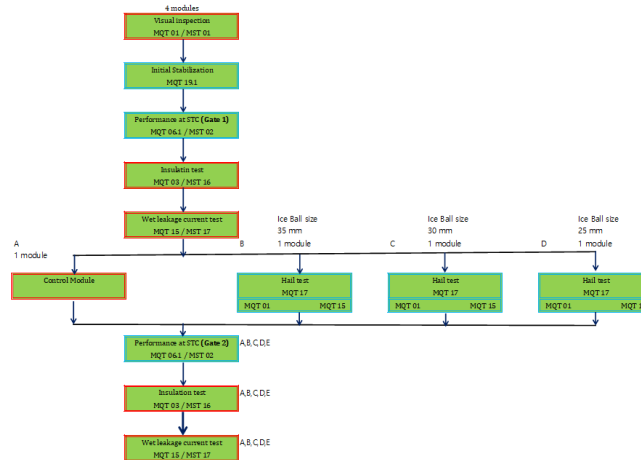 4 modules
Visual inspection
MQT 01 / MST 01
Initial Stabilization
MQT 19.1
Performance at STC (Gate 1)
MQT 06.1 / MST 02
Insulatin test
MQT 03 / MST 16
Wet leakage current test
MQT 15 / MST 17
A
1 module
B
Ice Ball size
35 mm
1 module
C
Ice Ball size
30 mm
1 module
D
Ice Ball size
25 mm
1 module
Control Module
Hail test
MQT 17
MQT 01 MQT 15
Hail test
MQT 17
MQT 01 MQT 15
Hail test
MQT 17
MQT 01 MQT 1
Performance at STC (Gate 2) A,B,C,D,E
MQT 06.1 / MST 02
Insulation test A,B,C,D,E
MQT 03 / MST 16
Wet leakage current test A,B,C,D,E
MQT 15 / MST 17